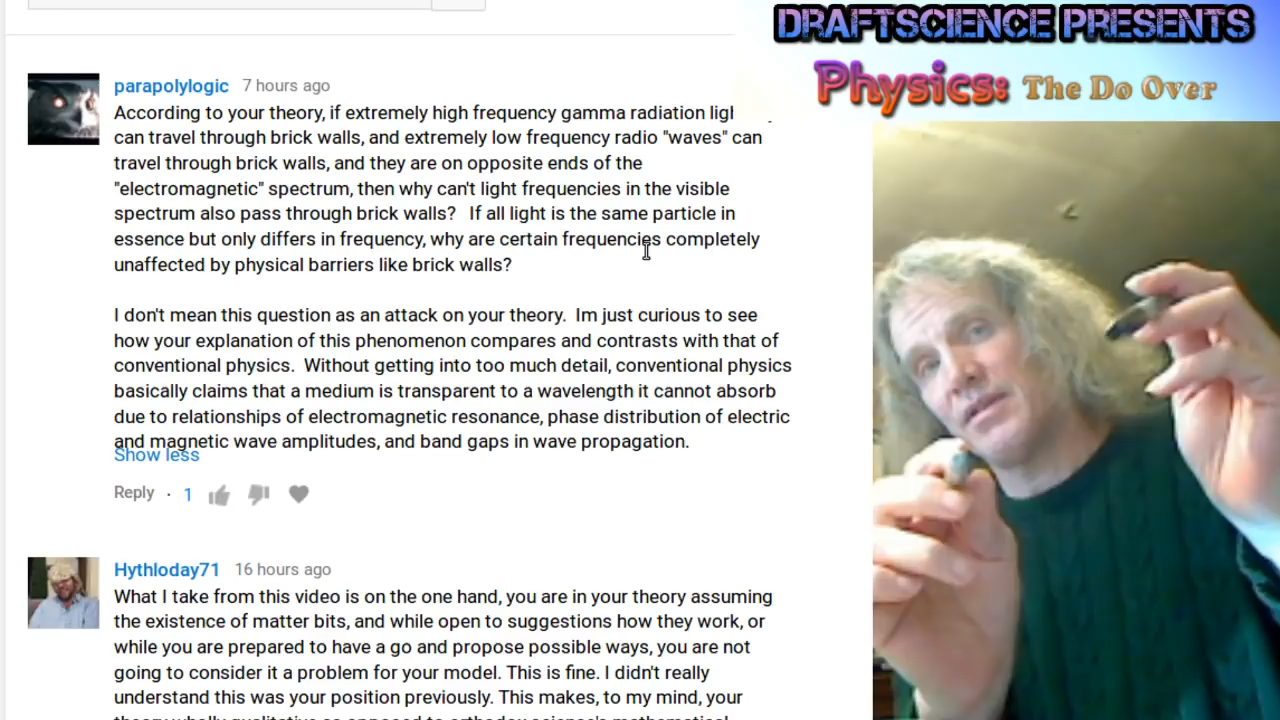 DRAFTSCIENCE PRESENTS
Physics: The Do Over
parapolylogic 7 hours ago
According to your theory, if extremely high frequency gamma radiation
can travel through brick walls, and extremely low frequency radio "waves" can
travel through brick walls, and they are on opposite ends of the
"electromagnetic" spectrum, then why can't light frequencies in the visible
spectrum also pass through brick walls?   If all light is the same particle in
essence but only differs in frequency, why are certain frequencies completely
unaffected by physical barriers like brick walls?
I don't mean this question as an attack on your theory.  Im just curious to see
how your explanation of this phenomenon compares and contrasts with that of
conventional physics.  Without getting into too much detail, conventional physics
basically claims that a medium is transparent to a wavelength it cannot absorb
due to relationships of electromagnetic resonance, phase distribution of electric
and magnetic wave amplitudes, and band gaps in wave propagation.
Show less
Reply · 1
Hythloday71 16 hours ago
What I take from this video is on the one hand, you are in your theory assuming
the existence of matter bits, and while open to suggestions how they work, or
while you are prepared to have a go and propose possible ways, you are not
going to consider it a problem for your model. This is fine. I didn't really
understand this was your position previously. This makes, to my mind, your